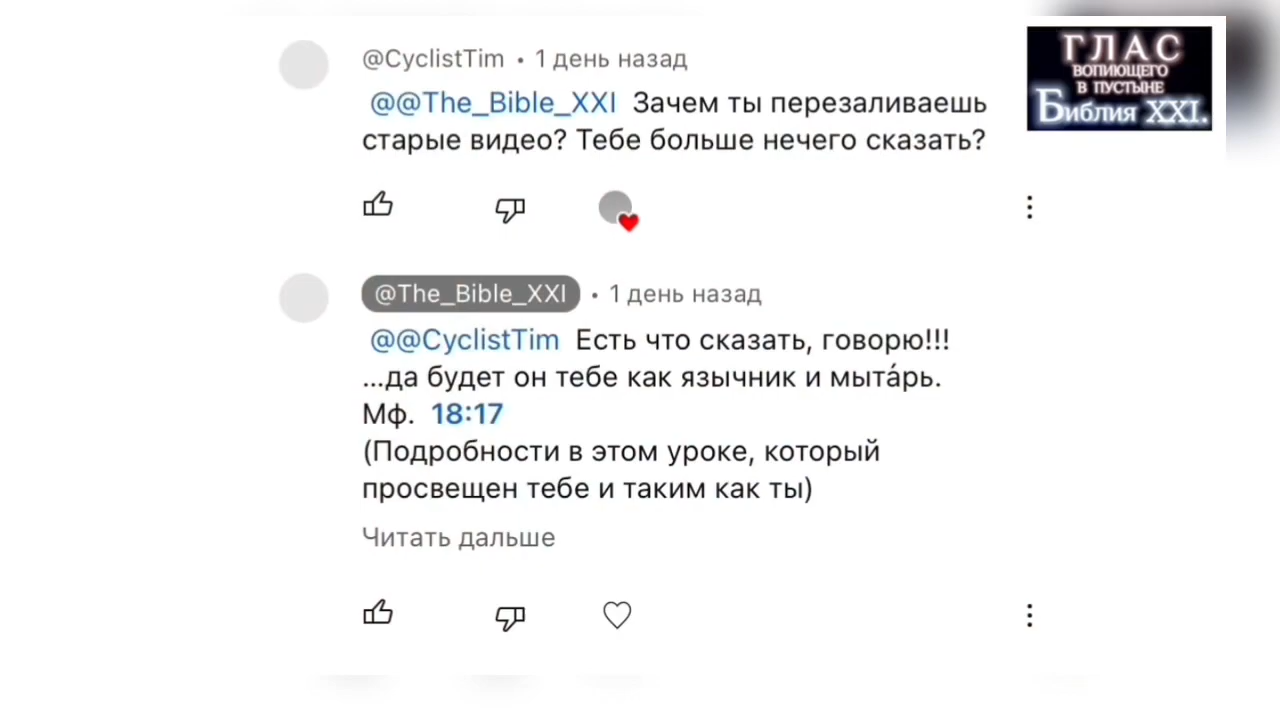 @CyclistTim • 1 день назад
@@The_Bible_XXI Зачем ты перезаливаешь
старые видео? Тебе больше нечего сказать?
ГЛАС
ВОПИЮЩЕГО
В ПУСТЫНЕ
Библия XXI.
@The_Bible_XXI • 1 день назад
@@CyclistTim Есть что сказать, говорю!!!
...да будет он тебе как язычник и мыта́рь.
Мф. 18:17
(Подробности в этом уроке, который
просвещен тебе и таким как ты)
Читать дальше